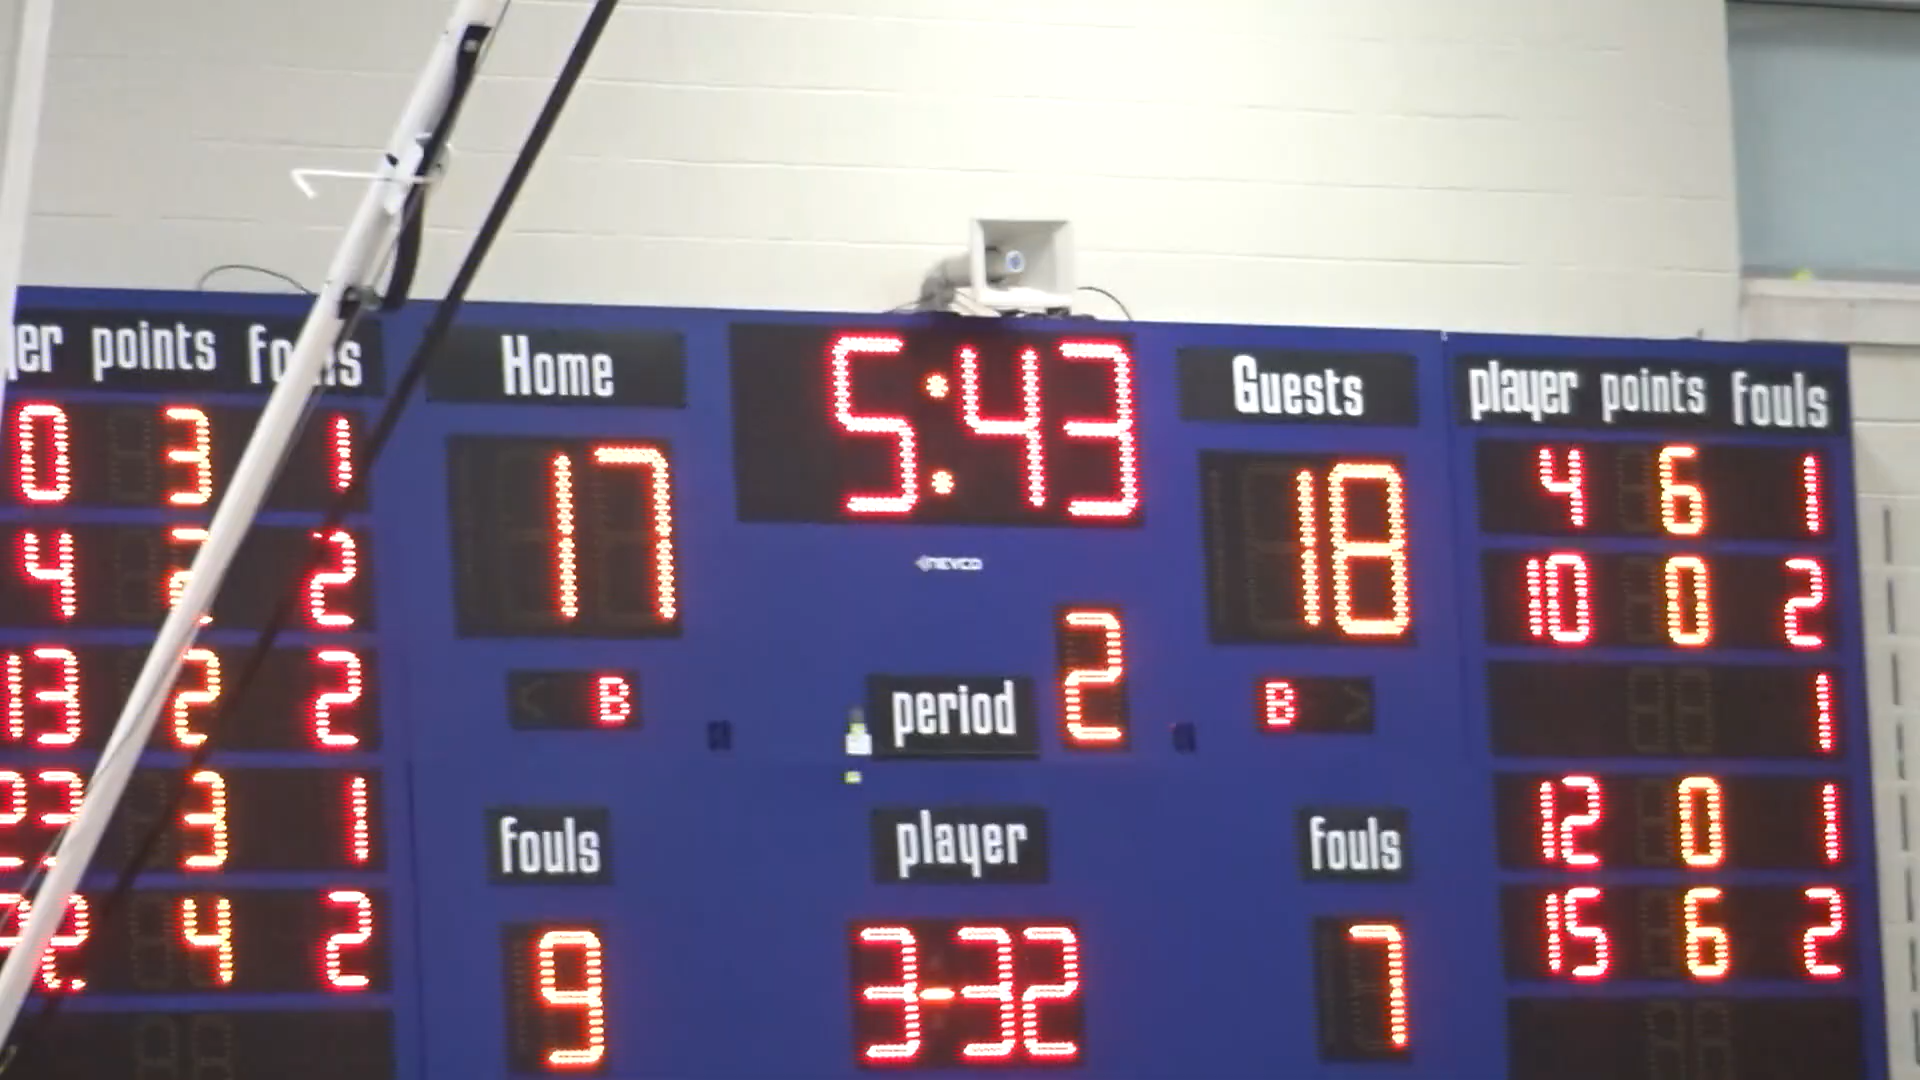 points fouls
Home
5:43
Guests
player points fouls
0 3 1
17
18
4 6 1
4 2
NEVCO
10 0 2
13 2 2
B
period 2
B
1
3 1
fouls
player
fouls
12 0 1
4 2
9
3-32
7
15 6 2